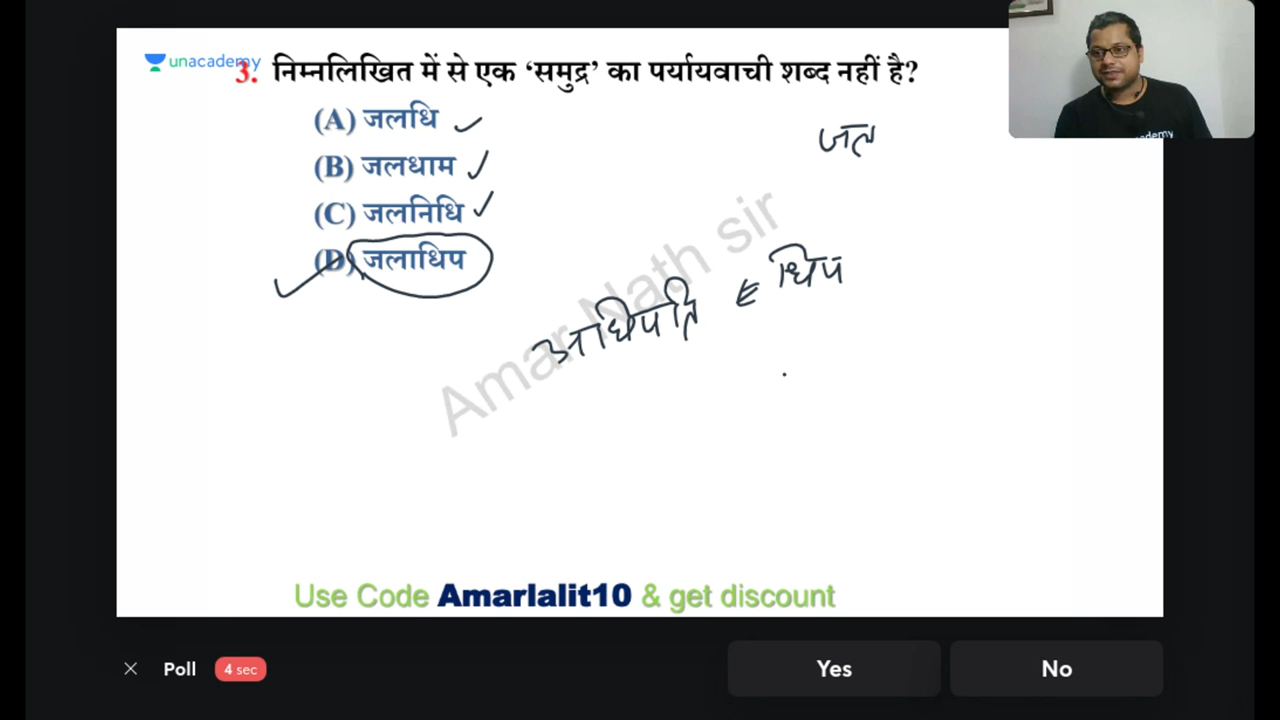 unacademy
3. निम्नलिखित में से एक ‘समुद्र’ का पर्यायवाची शब्द नहीं है?
(A) जलधि
(B) जलधाम
(C) जलनिधि
(D) जलाधिप
जल
धिप
अधिपति
Amar Nath sir
Use Code Amarlalit10 & get discount
Poll
4 sec
Yes
No